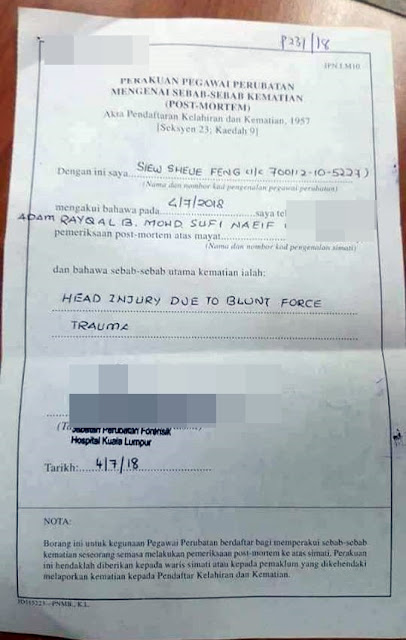 P231/18
JPN.LM10
PERAKUAN PEGAWAI PERUBATAN
MENGENAI SEBAB-SEBAB KEMATIAN
(POST-MORTEM)
Akta Pendaftaran Kelahiran dan Kematian, 1957
[Seksyen 23; Kaedah 9]
Dengan ini saya SIEW SHEUE FENG (I/C 700112-10-5227)
(Nama dan nombor kad pengenalan pegawai perubatan)
mengakui bahawa pada 4/7/2018 saya tel
ADAM RAYQAL B. MOHD SUFI NAEIF
pemeriksaan post-mortem atas mayat
(Nama dan nombor kad pengenalan simati)
dan bahawa sebab-sebab utama kematian ialah:
HEAD INJURY DUE TO BLUNT FORCE
TRAUMA
Jabatan Perubatan Forensik
Hospital Kuala Lumpur
Tarikh: 4/7/18
NOTA:
Borang ini untuk kegunaan Pegawai Perubatan berdaftar bagi memperakui sebab-sebab
kematian seseorang semasa melakukan pemeriksaan post-mortem ke atas simati. Perakuan
ini hendaklah diberikan kepada waris simati atau kepada pemaklum yang dikehendaki
melaporkan kematian kepada Pendaftar Kelahiran dan Kematian.
PNMB., K.L.